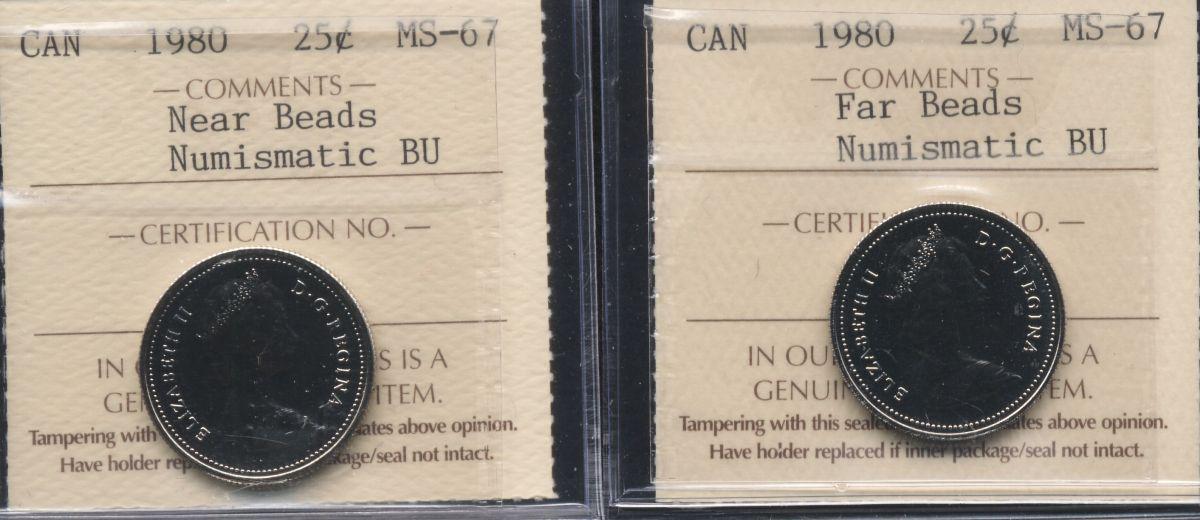 CAN 1980 25¢ MS-67
— COMMENTS —
Near Beads
Numismatic BU
— CERTIFICATION NO. —
IN S IS A
GE ITEM.
Tampering with ates above opinion.
Have holder rep kage/seal not intact.
ELIZABETH II D·G·REGINA
CAN 1980 25¢ MS-67
— COMMENTS —
Far Beads
Numismatic BU
— CERTIF NO. —
IN OU S A
GENUI EM.
Tampering with this seale ates above opinion.
Have holder replaced if inner package/seal not intact.
ELIZABETH II D·G·REGINA